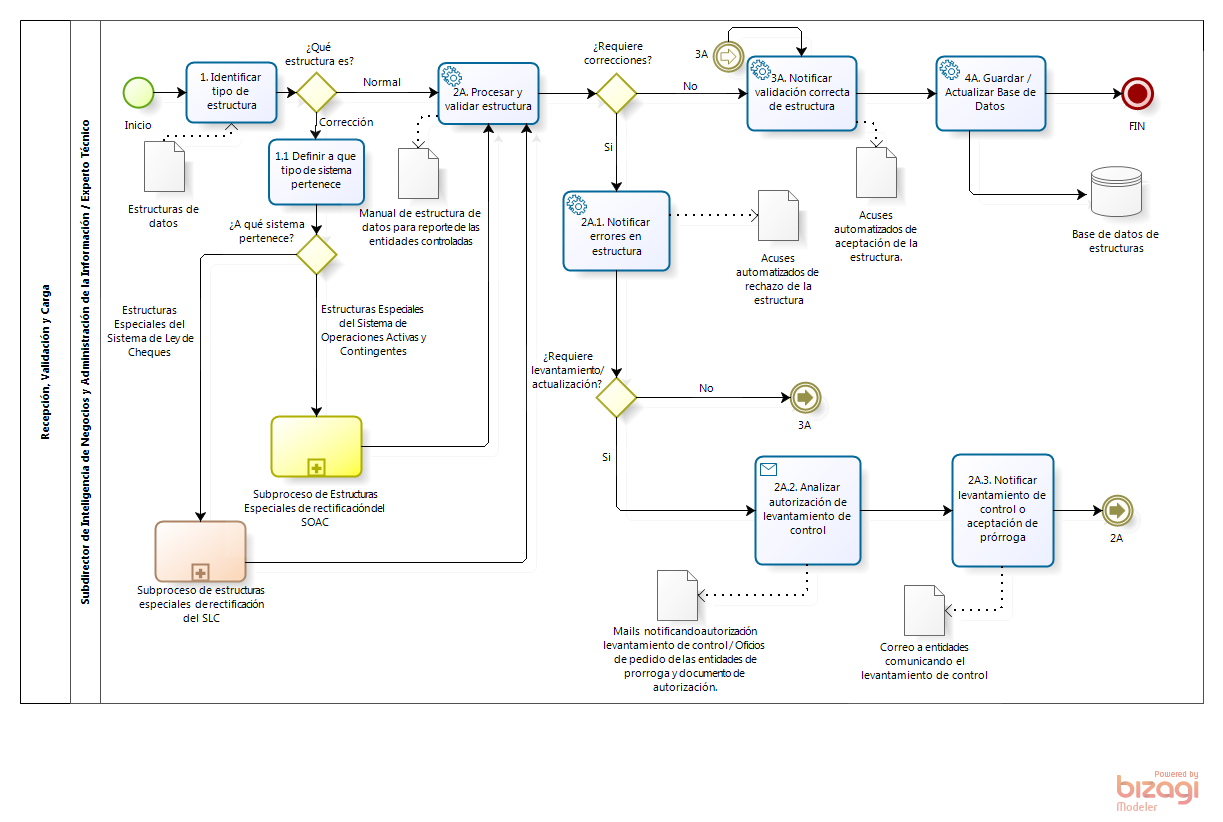 Recepción, Validación y Carga
Subdirector de Inteligencia de Negocios y Administración de la Información / Experto Técnico
Inicio
1. Identificar
tipo de
estructura
Estructuras de
datos
¿Qué
estructura es?
Normal
Corrección
1.1 Definir a que
tipo de sistema
pertenece
¿A qué sistema
pertenece?
Estructuras
Especiales del
Sistema de Ley de
Cheques
Estructuras Especiales
del Sistema de
Operaciones Activas y
Contingentes
Subproceso de Estructuras
Especiales de rectificación del
SOAC
Subproceso de estructuras
especiales de rectificación
del SLC
2A. Procesar y
validar estructura
Manual de estructura de
datos para reporte de las
entidades controladas
¿Requiere
correcciones?
No
Si
3A
3A. Notificar
validación correcta
de estructura
Acuses
automatizados de
aceptación de la
estructura.
4A. Guardar /
Actualizar Base de
Datos
FIN
Base de datos de
estructuras
2A.1. Notificar
errores en
estructura
Acuses
automatizados de
rechazo de la
estructura
¿Requiere
levantamiento/
actualización?
No
3A
Si
2A.2. Analizar
autorización de
levantamiento de
control
2A.3. Notificar
levantamiento de
control o
aceptación de
prórroga
2A
Mails notificando autorización
levantamiento de control / Oficios
de pedido de las entidades de
prorroga y documento de
autorización.
Correo a entidades
comunicando el
levantamiento de control
Powered by
bizagi
Modeler